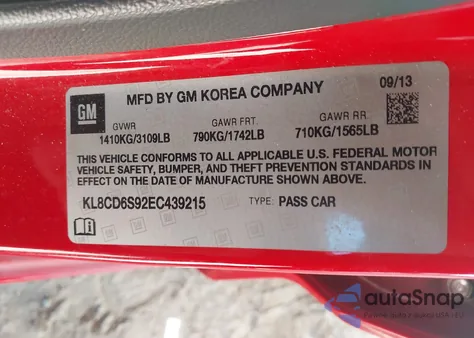 GM
MFD BY GM KOREA COMPANY
09/13
GVWR GAWR FRT. GAWR RR.
1410KG/3109LB 790KG/1742LB 710KG/1565LB
THIS VEHICLE CONFORMS TO ALL APPLICABLE U.S. FEDERAL MOTOR
VEHICLE SAFETY, BUMPER, AND THEFT PREVENTION STANDARDS IN
EFFECT ON THE DATE OF MANUFACTURE SHOWN ABOVE.
KL8CD6S92EC439215 TYPE: PASS CAR
autoSnap